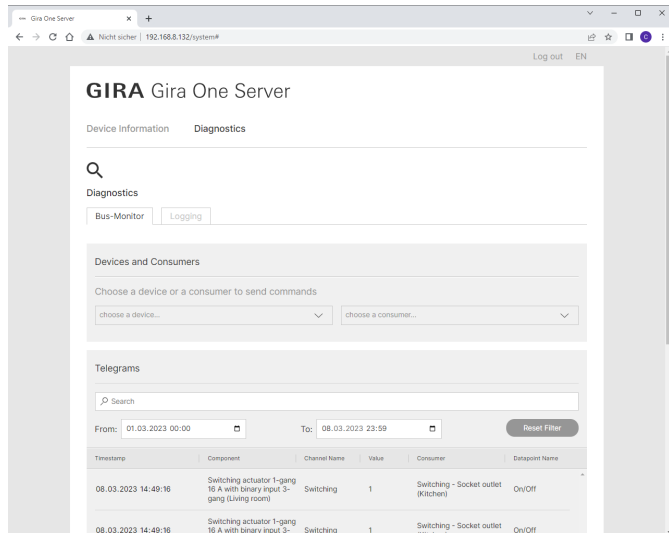 Gira One Server
Nicht sicher | 192.168.8.132/system#
C
Log out EN
GIRA Gira One Server
Device Information Diagnostics
Diagnostics
Bus-Monitor Logging
Devices and Consumers
Choose a device or a consumer to send commands
choose a device... choose a consumer...
Telegrams
Search
From: 01.03.2023 00:00 To: 08.03.2023 23:59 Reset Filter
Timestamp Component Channel Name Value Consumer Datapoint Name
08.03.2023 14:49:16 Switching actuator 1-gang 16 A with binary input 3-gang (Living room) Switching 1 Switching - Socket outlet (Kitchen) On/Off
08.03.2023 14:49:16 Switching actuator 1-gang 16 A with binary input 3- Switching 1 Switching - Socket outlet On/Off